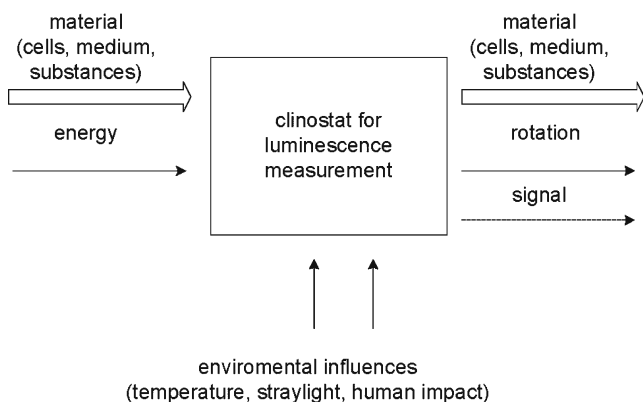 material
(cells, medium,
substances)
energy
clinostat for
luminescence
measurement
material
(cells, medium,
substances)
rotation
signal
enviromental influences
(temperature, straylight, human impact)